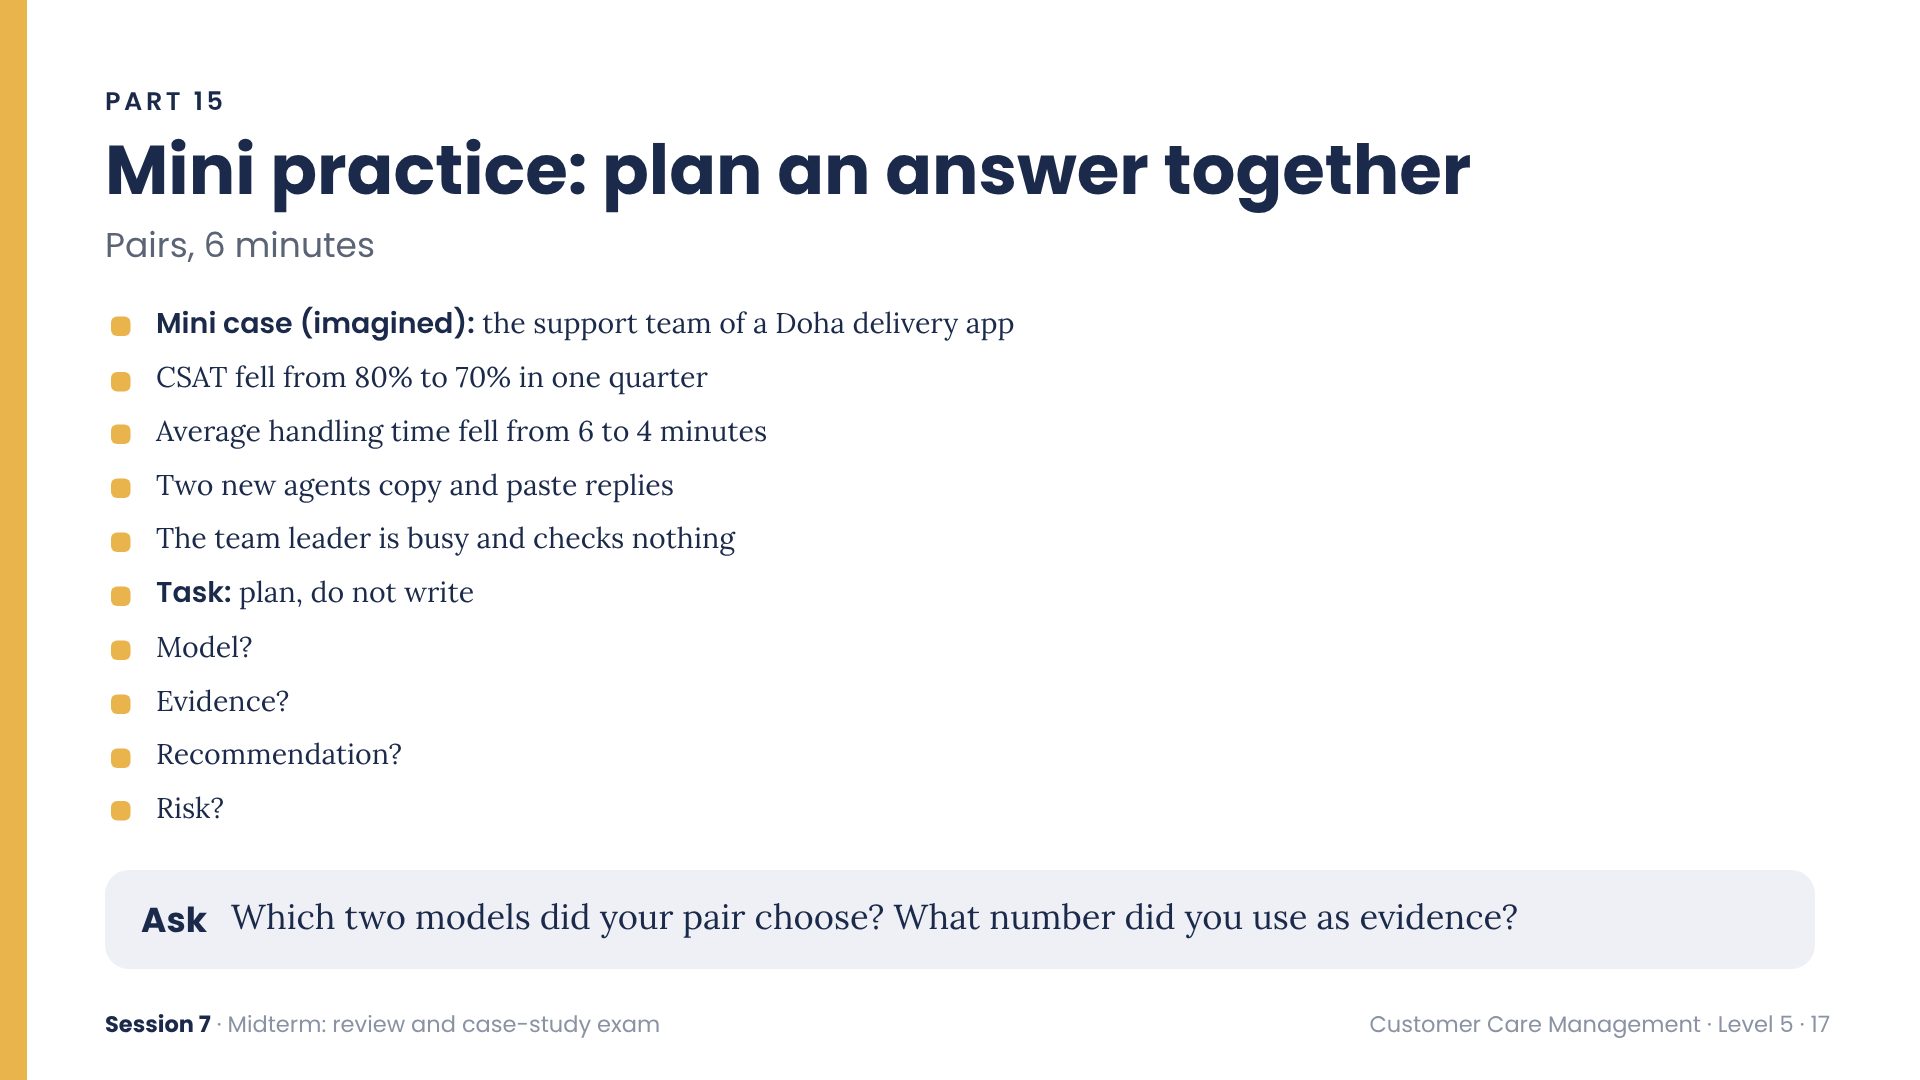 PART 15
Mini practice: plan an answer together
Pairs, 6 minutes
Mini case (imagined): the support team of a Doha delivery app
CSAT fell from 80% to 70% in one quarter
Average handling time fell from 6 to 4 minutes
Two new agents copy and paste replies
The team leader is busy and checks nothing
Task: plan, do not write
Model?
Evidence?
Recommendation?
Risk?
Ask Which two models did your pair choose? What number did you use as evidence?
Session 7 · Midterm: review and case-study exam
Customer Care Management · Level 5 · 17